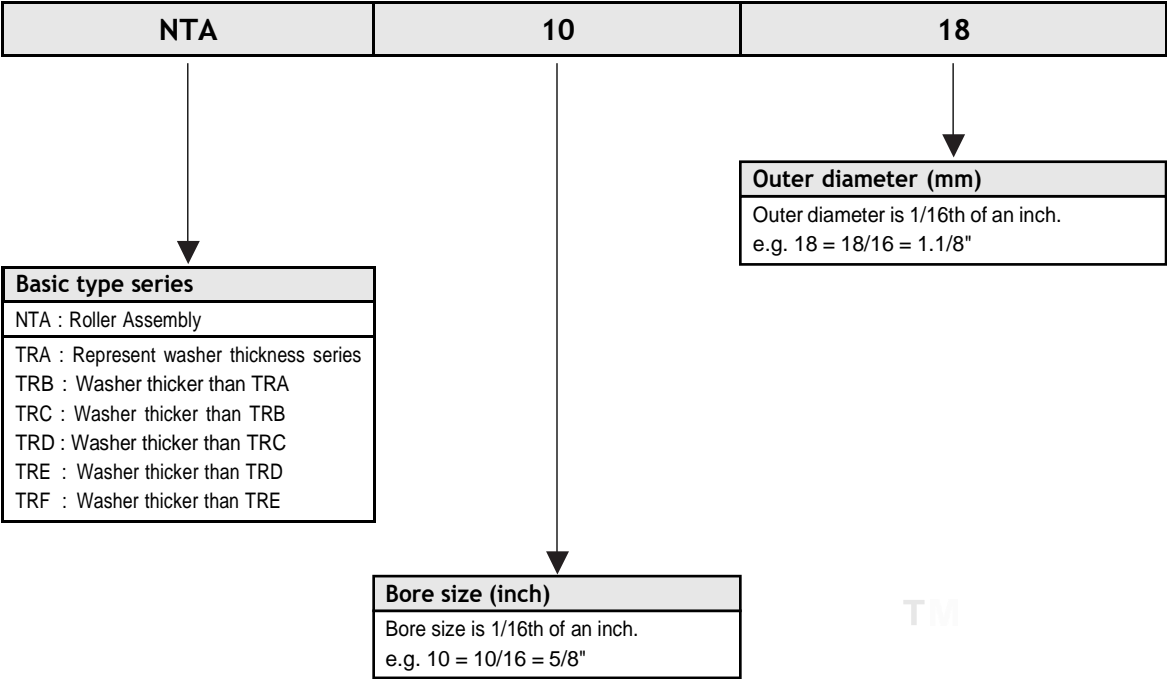 NTA 10 18
Outer diameter (mm)
Outer diameter is 1/16th of an inch.
e.g. 18 = 18/16 = 1.1/8"
Basic type series
NTA : Roller Assembly
TRA : Represent washer thickness series
TRB : Washer thicker than TRA
TRC : Washer thicker than TRB
TRD : Washer thicker than TRC
TRE : Washer thicker than TRD
TRF : Washer thicker than TRE
Bore size (inch)
Bore size is 1/16th of an inch.
e.g. 10 = 10/16 = 5/8"
TM